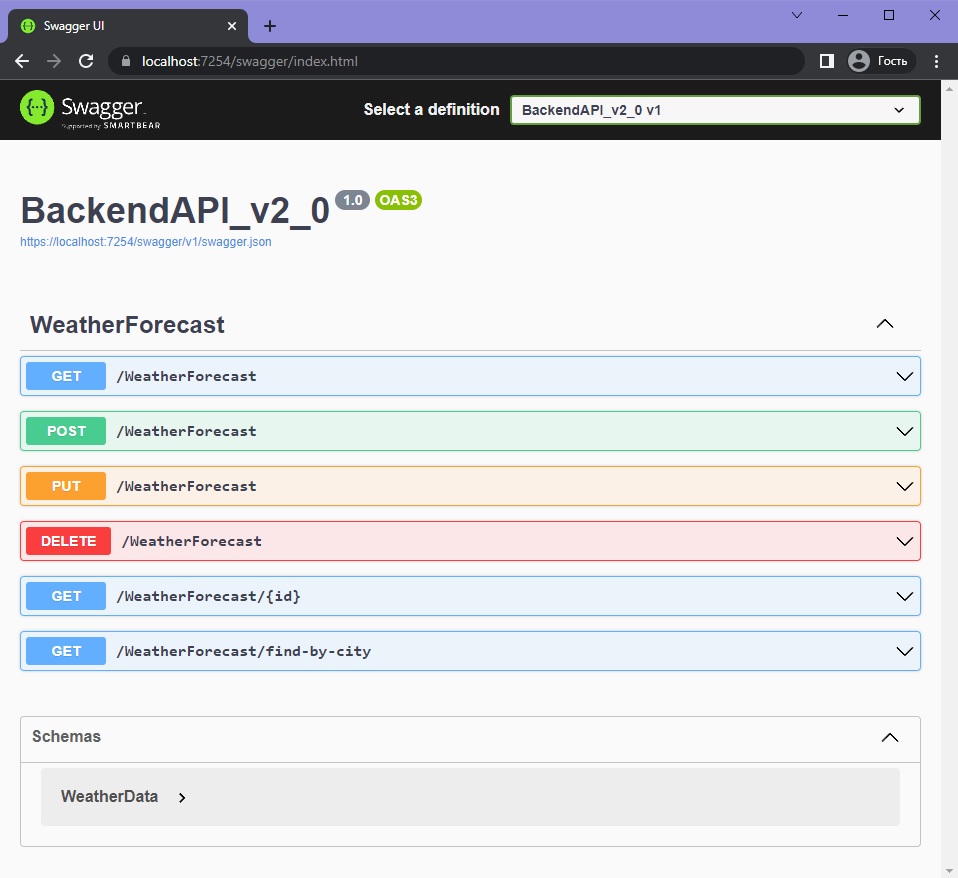 Swagger UI
localhost:7254/swagger/index.html
Гость
Swagger
Supported by SMARTBEAR
Select a definition
BackendAPI_v2_0 v1
BackendAPI_v2_0 1.0 OAS3
https://localhost:7254/swagger/v1/swagger.json
WeatherForecast
GET /WeatherForecast
POST /WeatherForecast
PUT /WeatherForecast
DELETE /WeatherForecast
GET /WeatherForecast/{id}
GET /WeatherForecast/find-by-city
Schemas
WeatherData